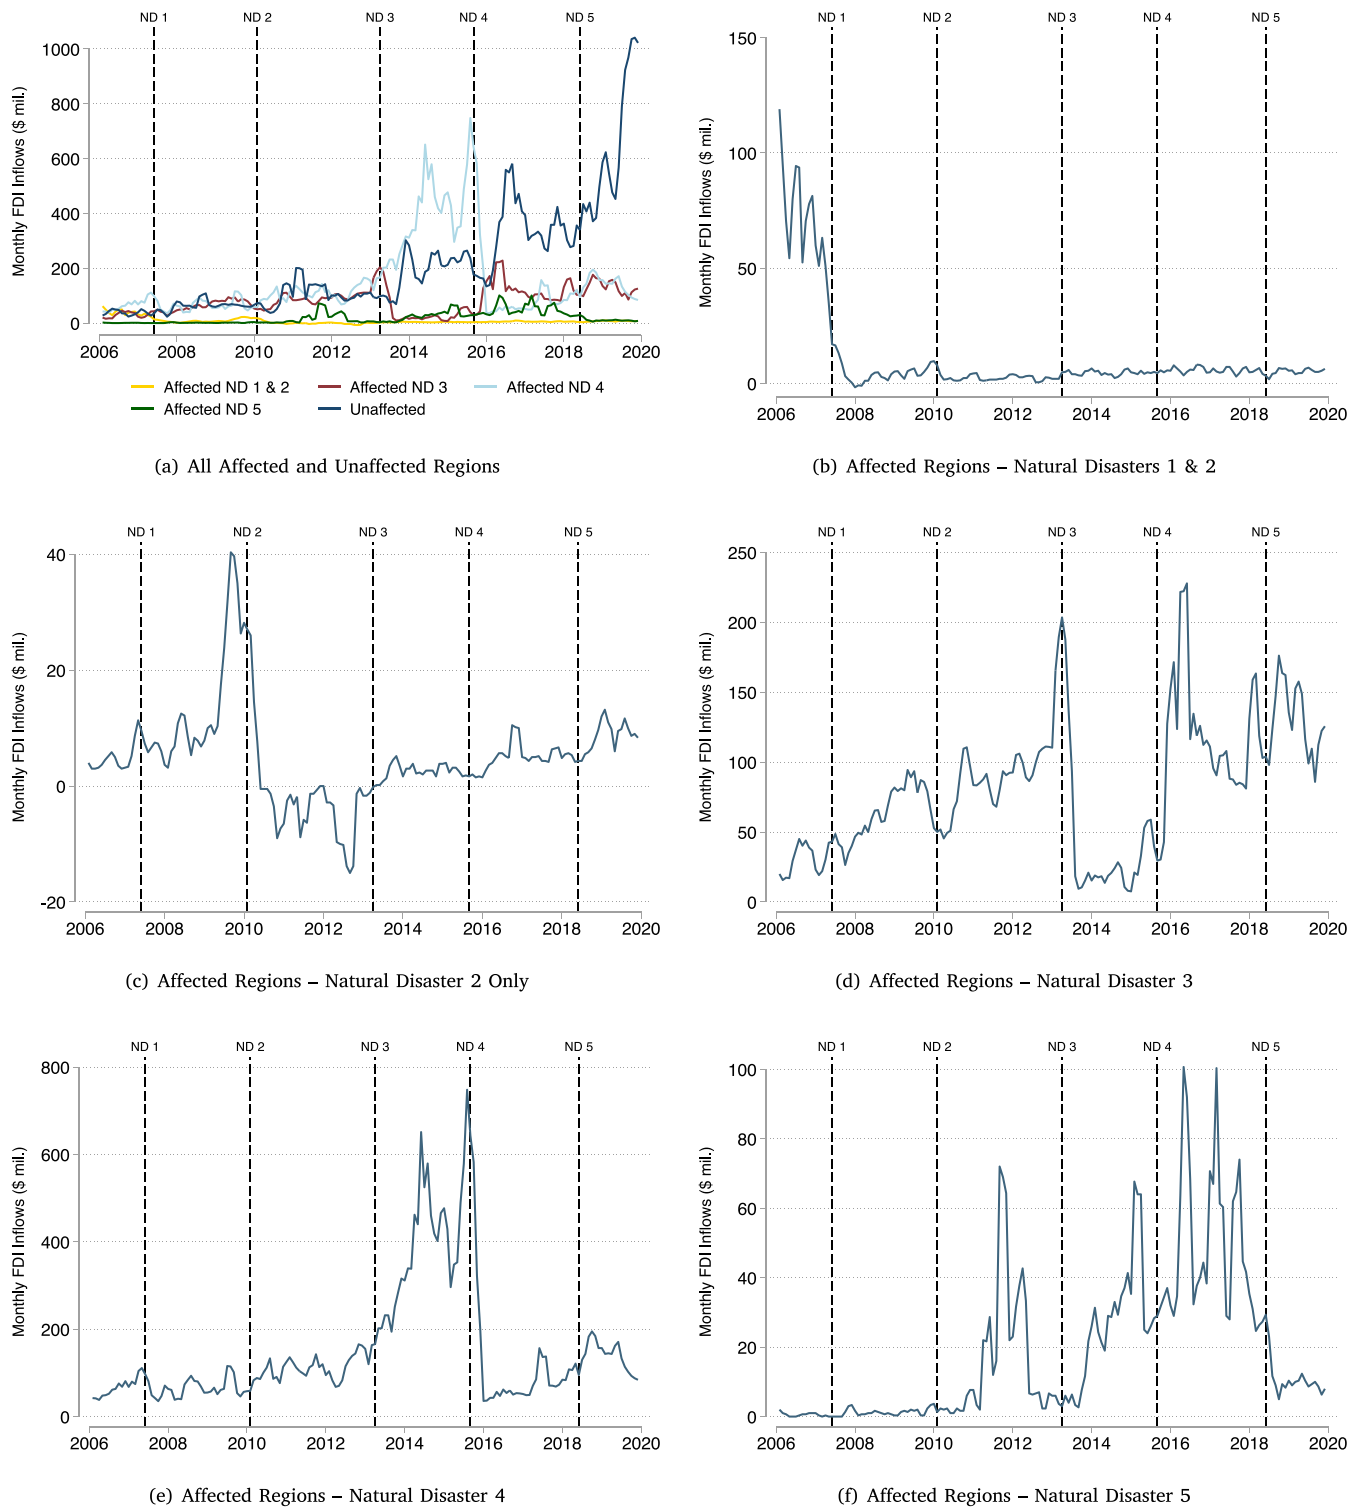 ND 1 ND 2 ND 3 ND 4 ND 5
Monthly FDI Inflows ($ mil.)
1000
800
600
400
200
0
2006 2008 2010 2012 2014 2016 2018 2020
Affected ND 1 & 2 Affected ND 3 Affected ND 4
Affected ND 5 Unaffected
(a) All Affected and Unaffected Regions
ND 1 ND 2 ND 3 ND 4 ND 5
Monthly FDI Inflows ($ mil.)
150
100
50
0
2006 2008 2010 2012 2014 2016 2018 2020
(b) Affected Regions – Natural Disasters 1 & 2
ND 1 ND 2 ND 3 ND 4 ND 5
Monthly FDI Inflows ($ mil.)
40
20
0
-20
2006 2008 2010 2012 2014 2016 2018 2020
(c) Affected Regions – Natural Disaster 2 Only
ND 1 ND 2 ND 3 ND 4 ND 5
Monthly FDI Inflows ($ mil.)
250
200
150
100
50
0
2006 2008 2010 2012 2014 2016 2018 2020
(d) Affected Regions – Natural Disaster 3
ND 1 ND 2 ND 3 ND 4 ND 5
Monthly FDI Inflows ($ mil.)
800
600
400
200
0
2006 2008 2010 2012 2014 2016 2018 2020
(e) Affected Regions – Natural Disaster 4
ND 1 ND 2 ND 3 ND 4 ND 5
Monthly FDI Inflows ($ mil.)
100
80
60
40
20
0
2006 2008 2010 2012 2014 2016 2018 2020
(f) Affected Regions – Natural Disaster 5